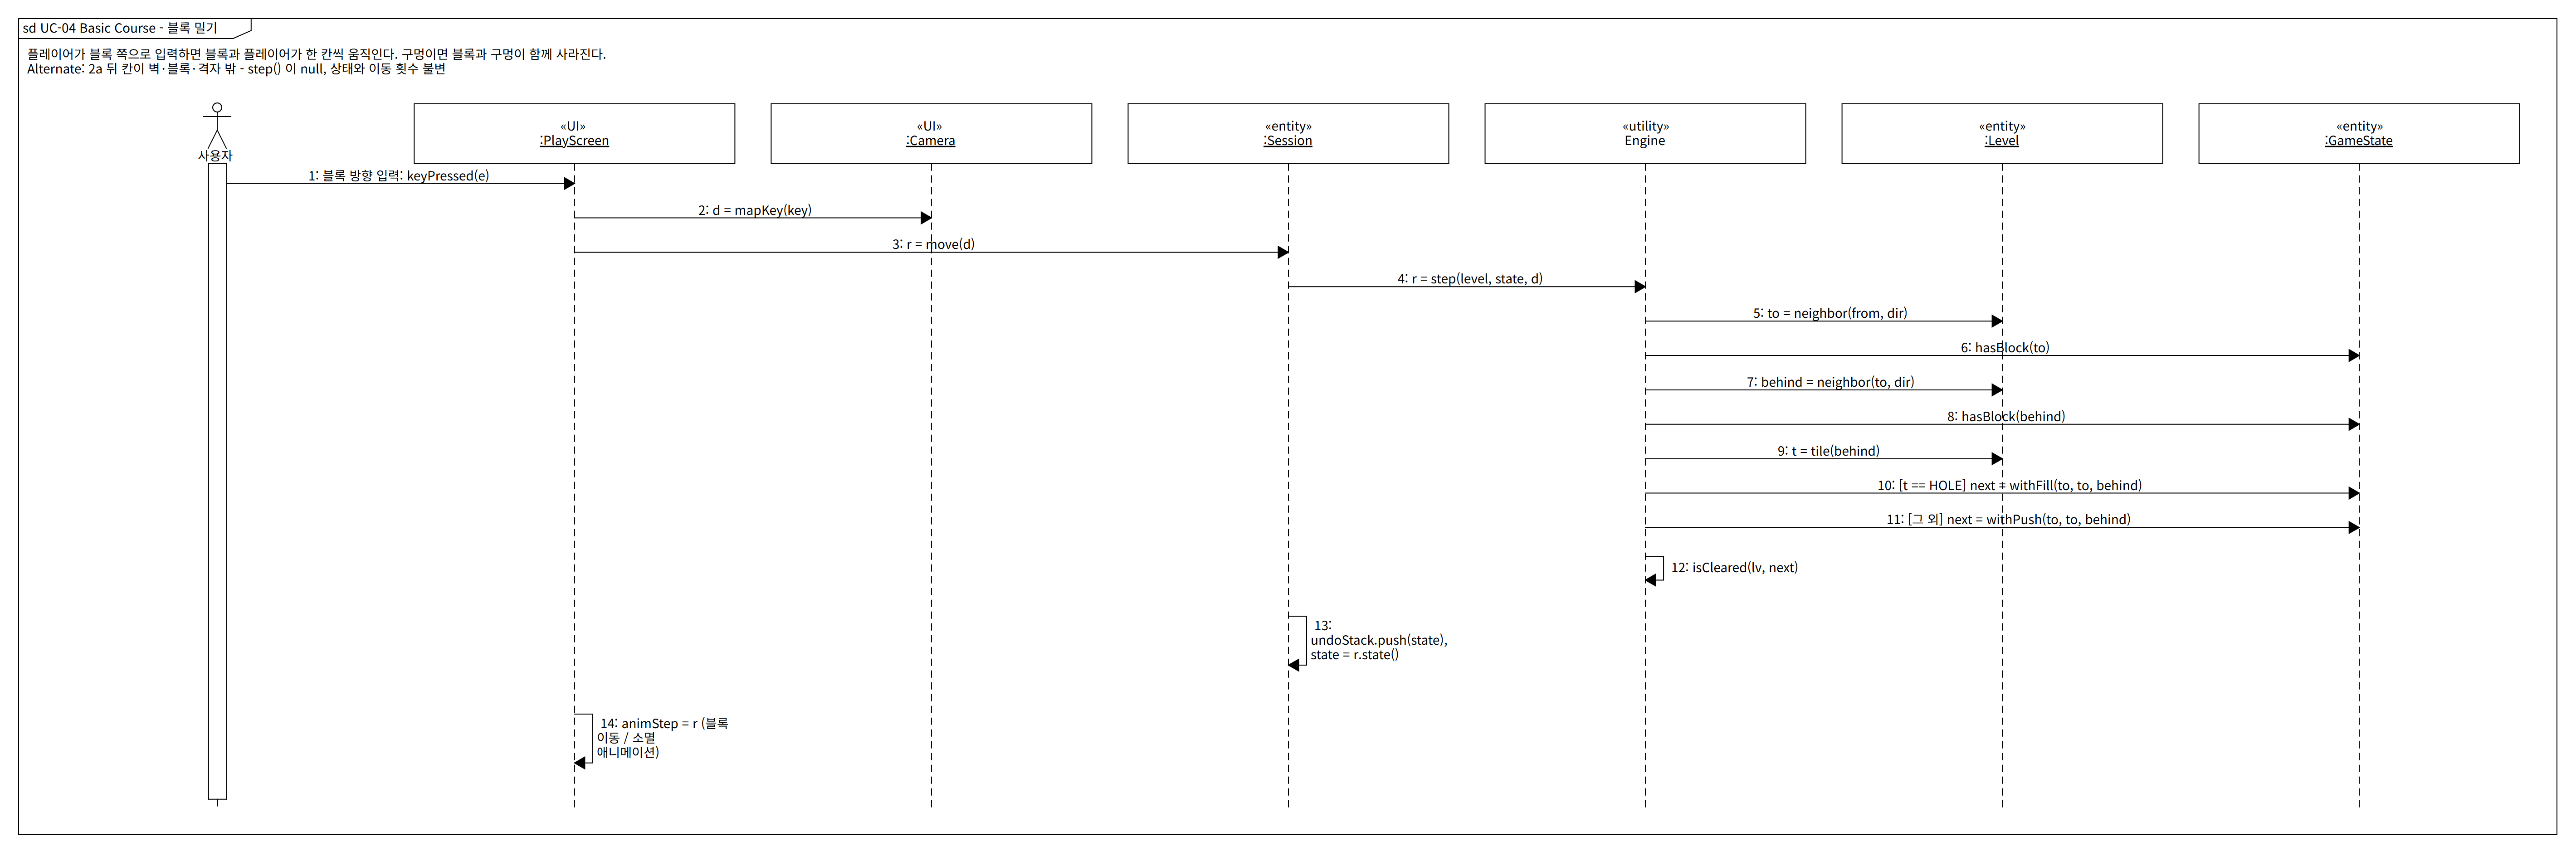 sd UC-04 Basic Course - 블록 밀기
플레이어가 블록 쪽으로 입력하면 블록과 플레이어가 한 칸씩 움직인다. 구멍이면 블록과 구멍이 함께 사라진다.
Alternate: 2a 뒤 칸이 벽·블록·격자 밖 - step() 이 null, 상태와 이동 횟수 불변
사용자
«UI»
:PlayScreen
«UI»
:Camera
«entity»
:Session
«utility»
Engine
«entity»
:Level
«entity»
:GameState
1: 블록 방향 입력: keyPressed(e)
2: d = mapKey(key)
3: r = move(d)
4: r = step(level, state, d)
5: to = neighbor(from, dir)
6: hasBlock(to)
7: behind = neighbor(to, dir)
8: hasBlock(behind)
9: t = tile(behind)
10: [t == HOLE] next = withFill(to, to, behind)
11: [그 외] next = withPush(to, to, behind)
12: isCleared(lv, next)
13:
undoStack.push(state),
state = r.state()
14: animStep = r (블록
이동 / 소멸
애니메이션)